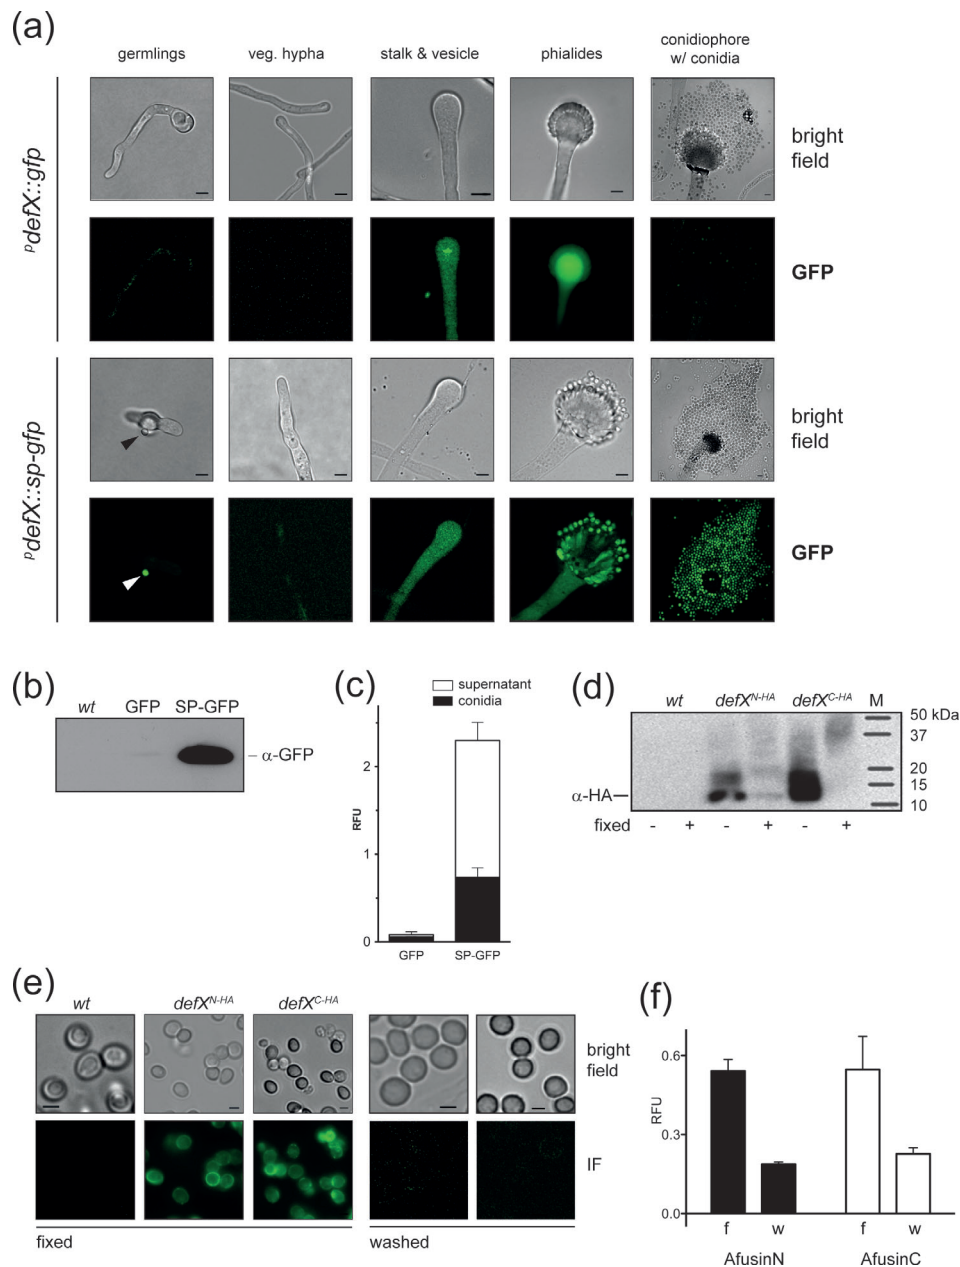 (a)
germlings veg. hypha stalk & vesicle phialides conidiophore
w/ conidia
pdefX::gfp
bright
field
GFP
pdefX::sp-gfp
bright
field
GFP
(b)
wt GFP SP-GFP
– α-GFP
(c)
supernatant
conidia
RFU
2
1
0
GFP SP-GFP
(d)
wt defXN-HA defXC-HA M
50 kDa
37
20
15
10
α-HA
fixed - + - + - +
(e)
wt defXN-HA defXC-HA
bright
field
IF
fixed washed
(f)
RFU
0.6
0.3
0.0
f w f w
AfusinN AfusinC